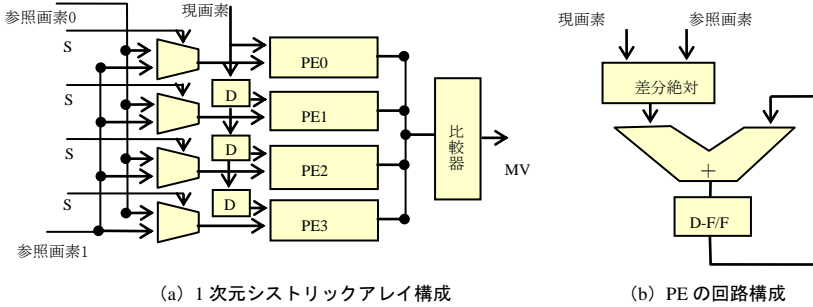 参照画素0
現画素
S
PE0
D
S
PE1
D
S
PE2
D
S
PE3
参照画素1
比較器
MV
(a) 1 次元シストリックアレイ構成
現画素
参照画素
差分絶対
+
D-F/F
(b) PE の回路構成